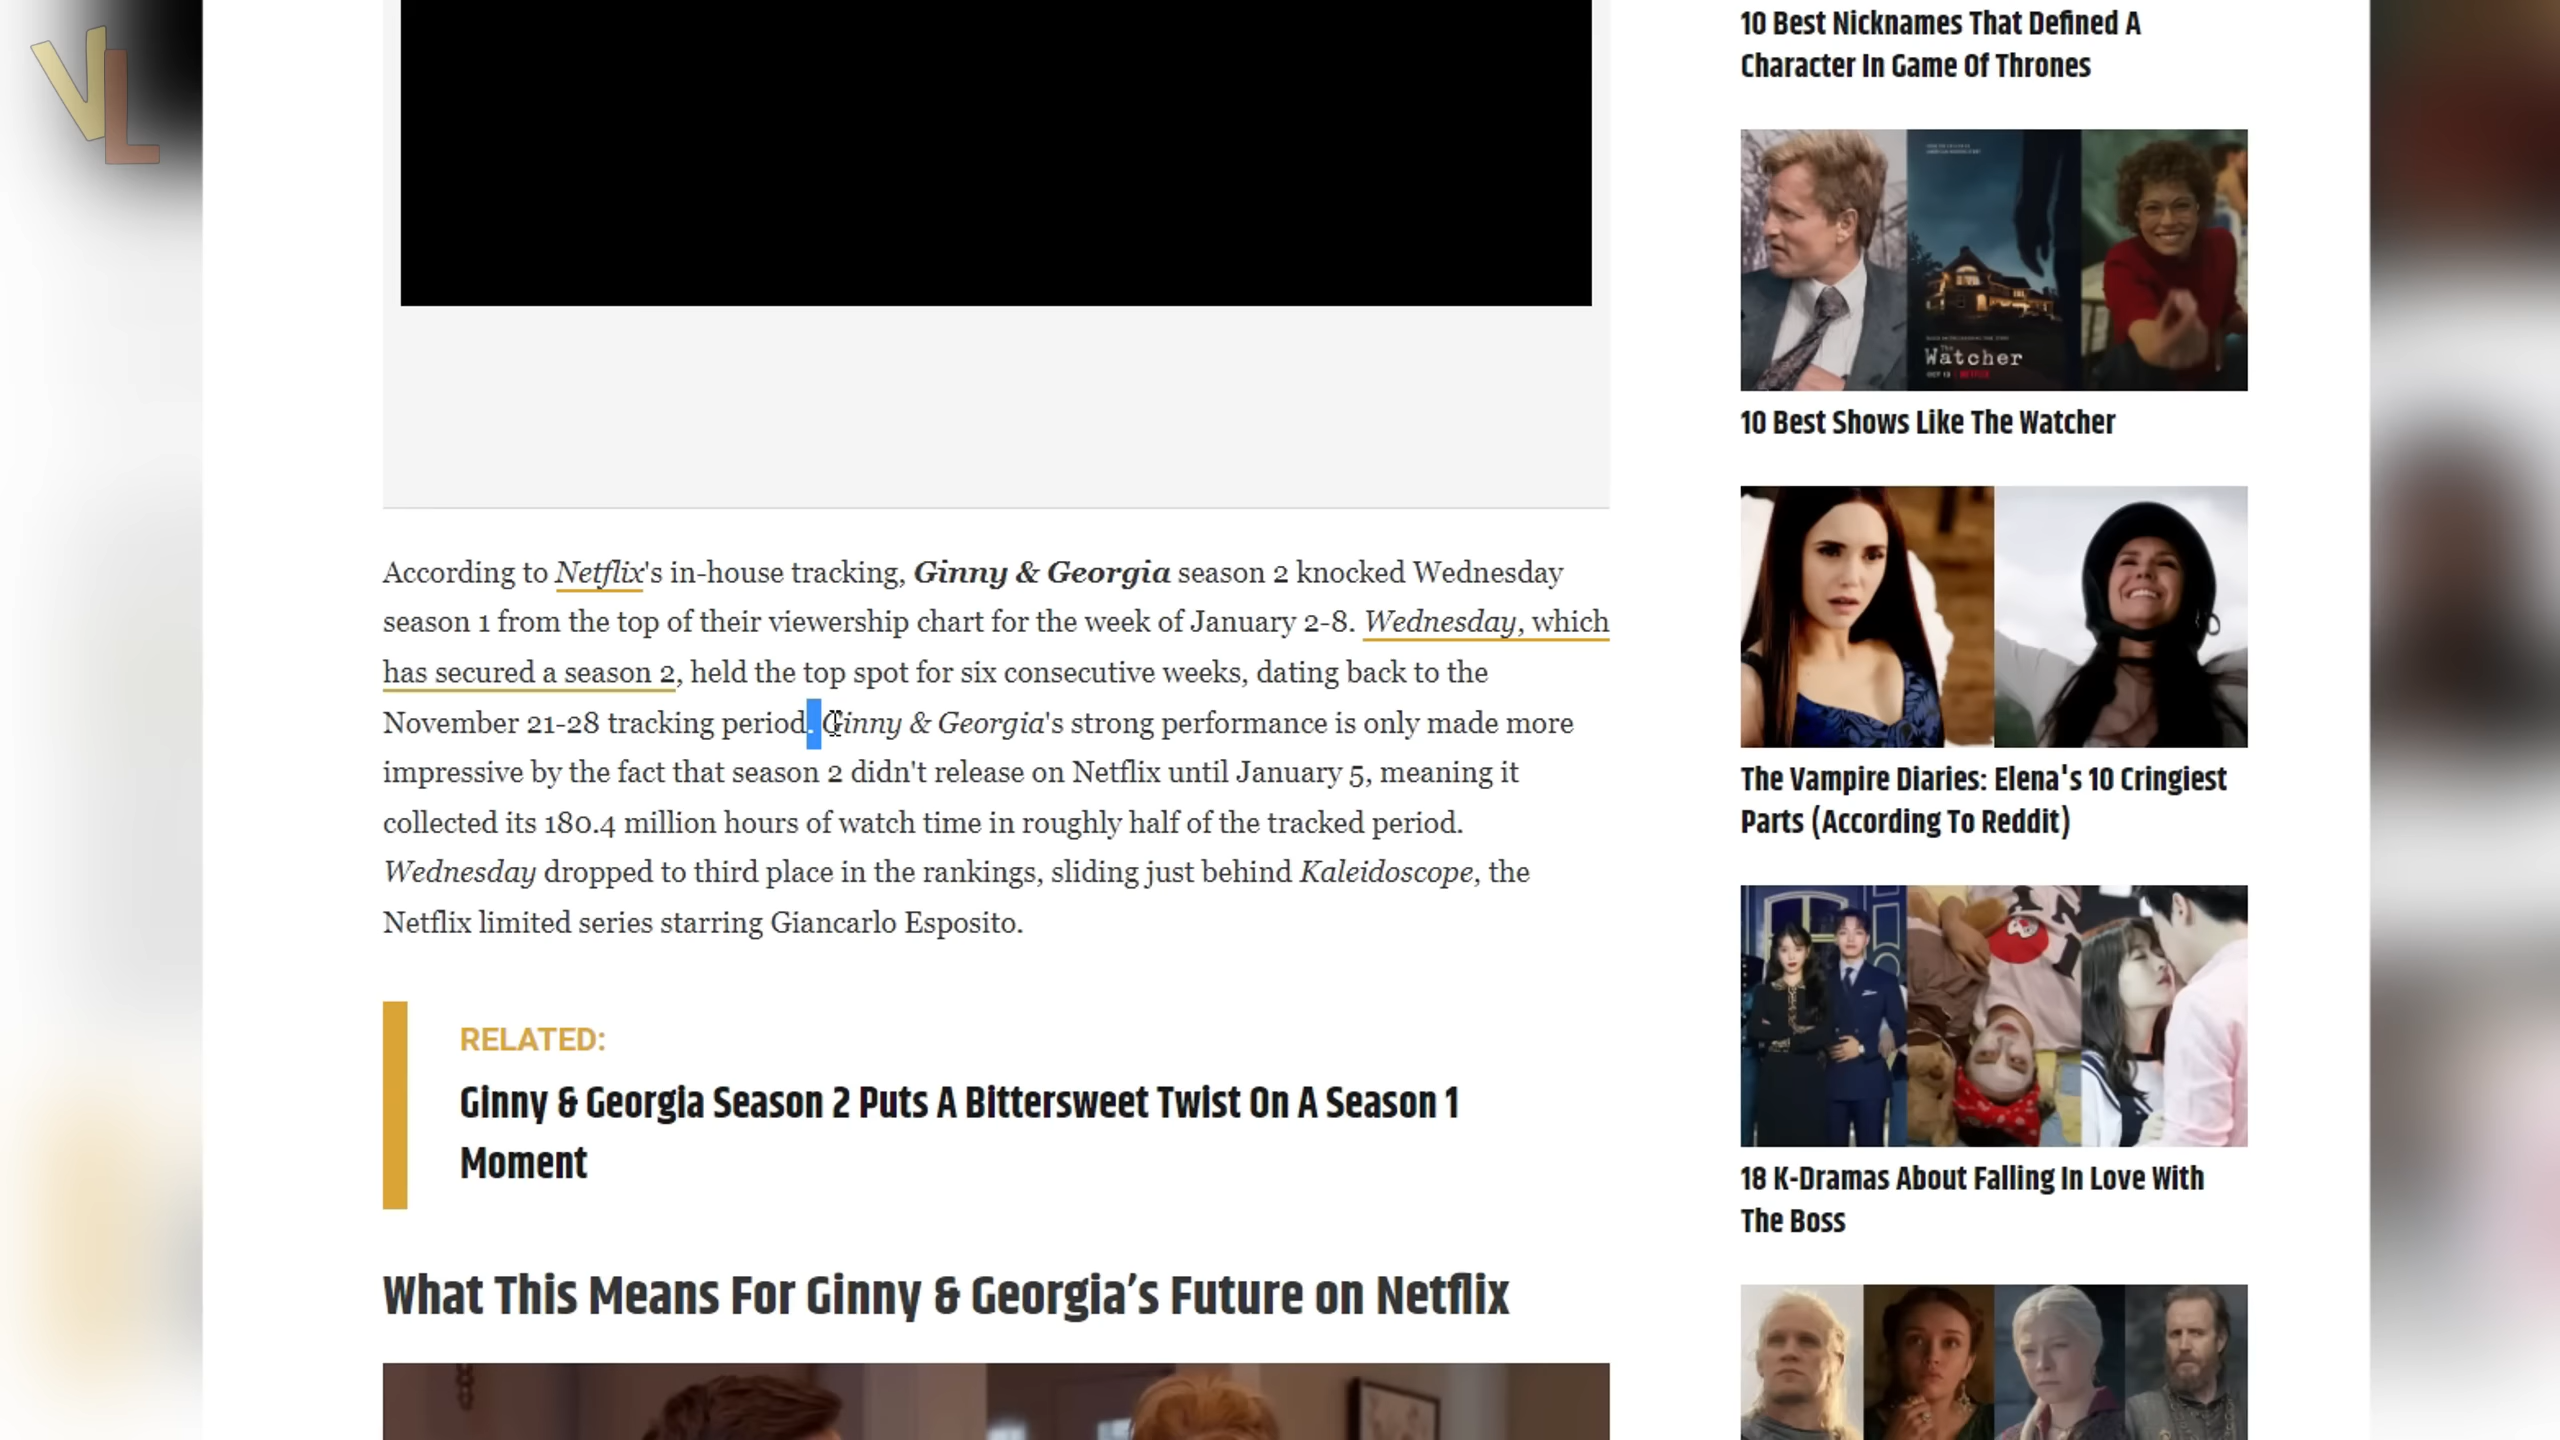 VL
According to Netflix's in-house tracking, Ginny & Georgia season 2 knocked Wednesday
season 1 from the top of their viewership chart for the week of January 2-8. Wednesday, which
has secured a season 2, held the top spot for six consecutive weeks, dating back to the
November 21-28 tracking period. Ginny & Georgia's strong performance is only made more
impressive by the fact that season 2 didn't release on Netflix until January 5, meaning it
collected its 180.4 million hours of watch time in roughly half of the tracked period.
Wednesday dropped to third place in the rankings, sliding just behind Kaleidoscope, the
Netflix limited series starring Giancarlo Esposito.
RELATED:
Ginny & Georgia Season 2 Puts A Bittersweet Twist On A Season 1
Moment
What This Means For Ginny & Georgia’s Future on Netflix
10 Best Nicknames That Defined A
Character In Game Of Thrones
The
Watcher
OCT 13 NETFLIX
10 Best Shows Like The Watcher
The Vampire Diaries: Elena's 10 Cringiest
Parts (According To Reddit)
18 K-Dramas About Falling In Love With
The Boss